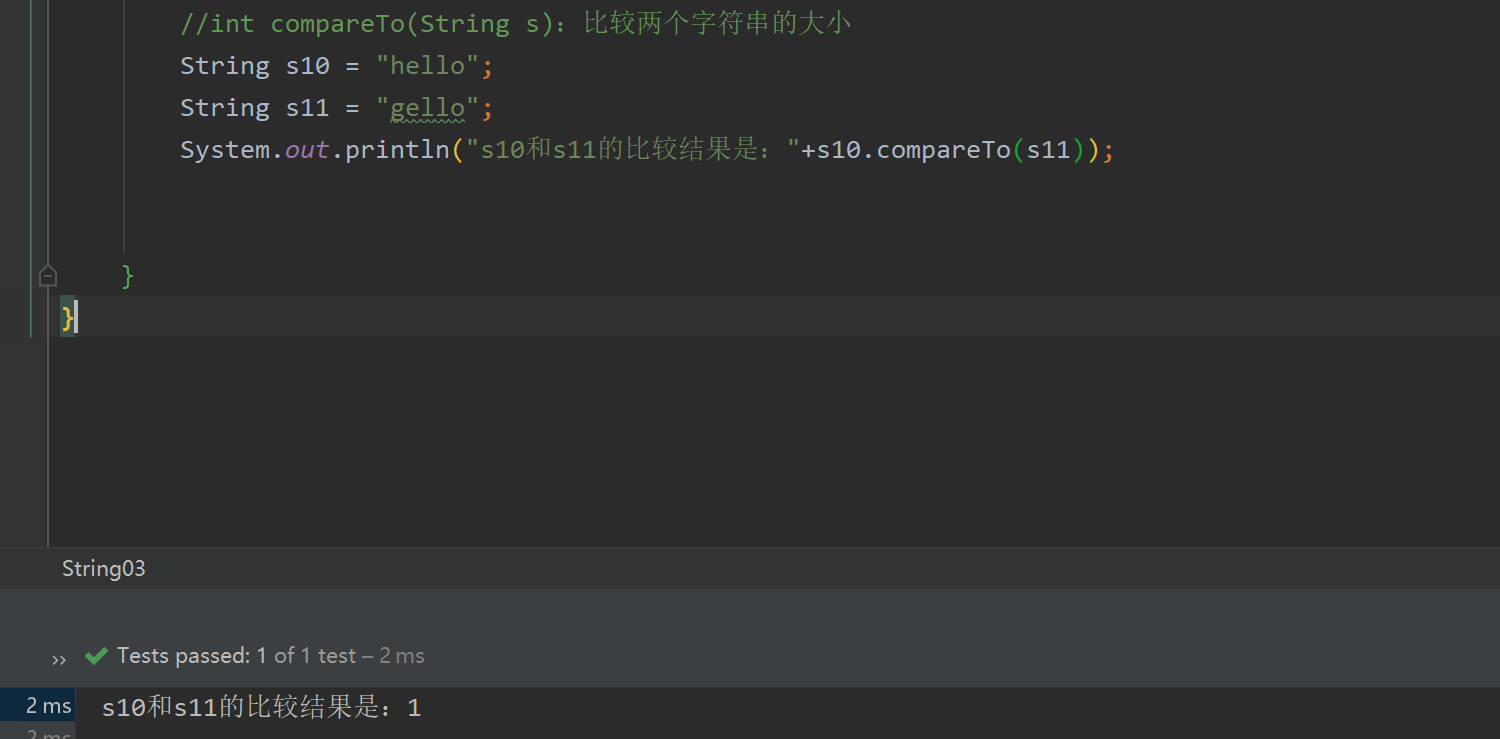 //int compareTo(String s)：比较两个字符串的大小
String s10 = "hello";
String s11 = "gello";
System.out.println("s10和s11的比较结果是："+s10.compareTo(s11));
}
}
String03
>> Tests passed: 1 of 1 test – 2 ms
2 ms s10和s11的比较结果是：1
2 ms